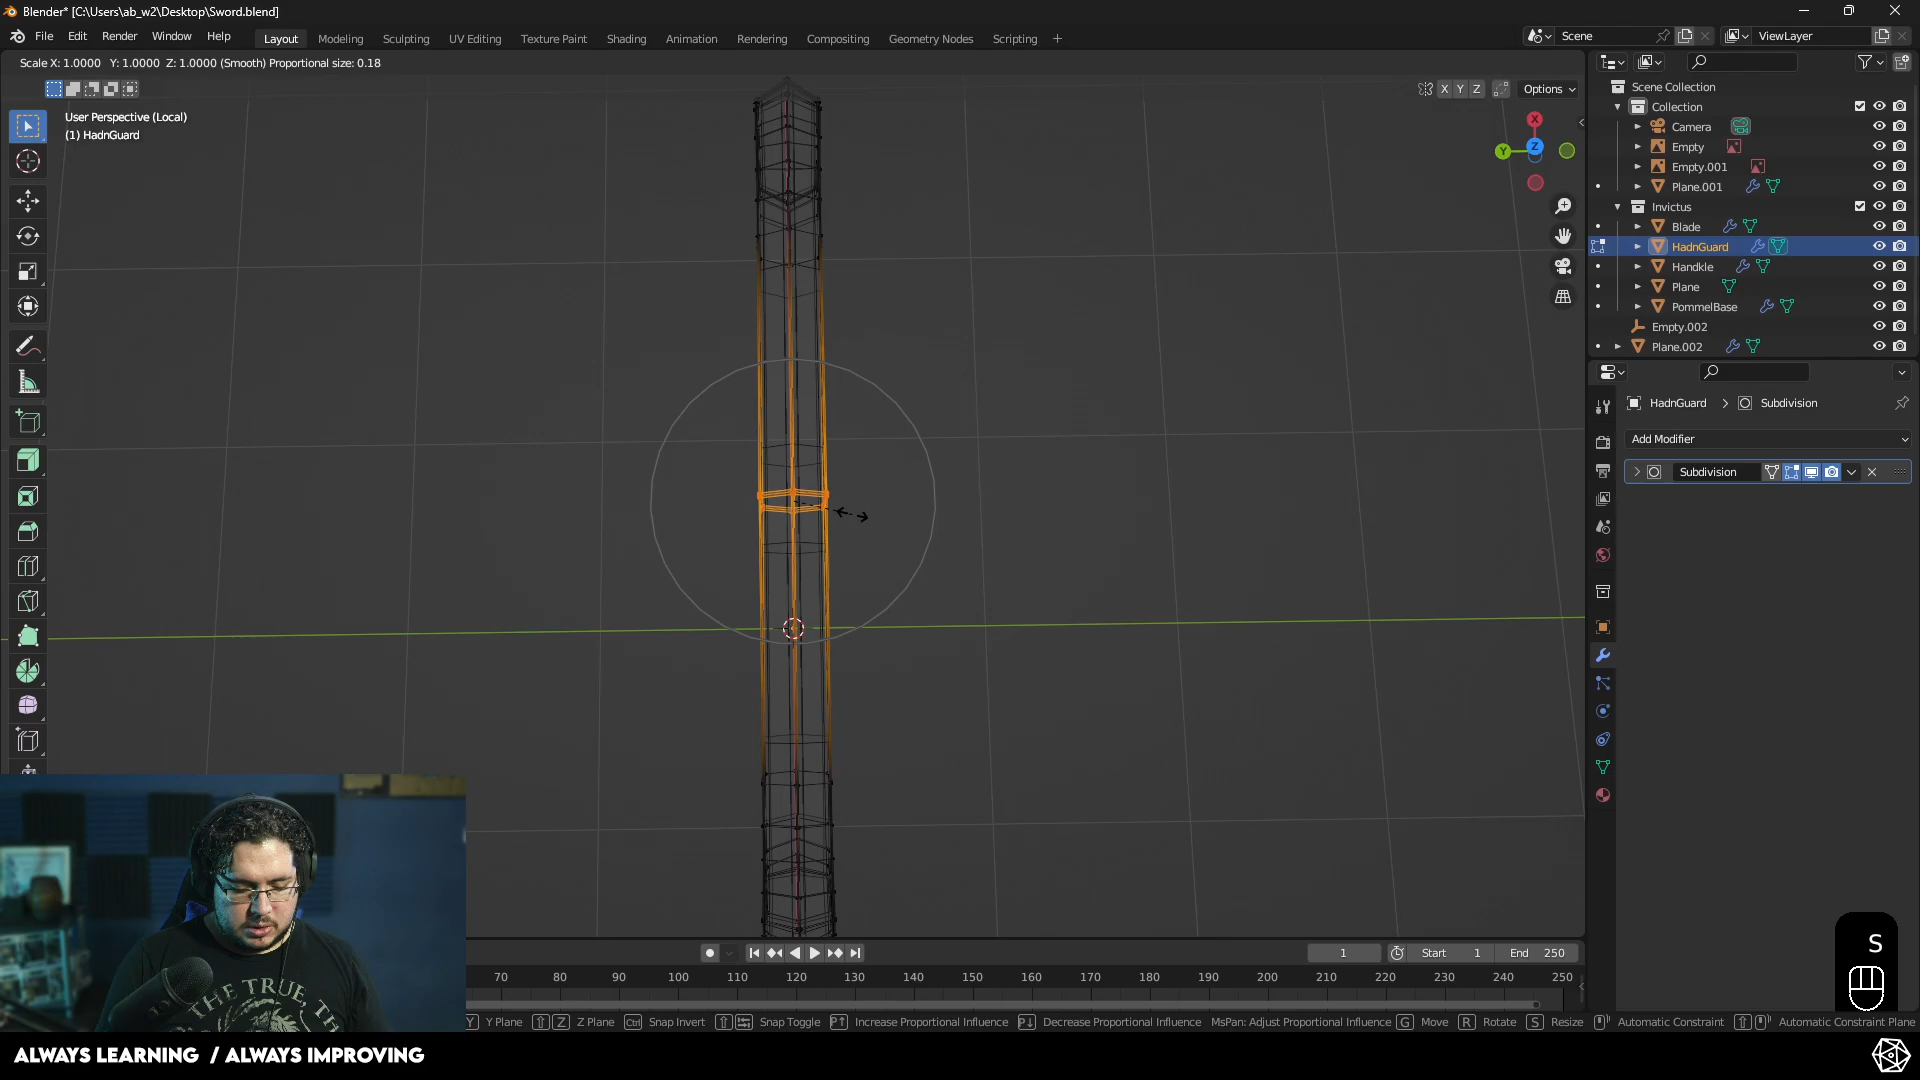 Blender* [C:\Users\ab_w2\Desktop\Sword.blend]
File Edit Render Window Help Layout Modeling Sculpting UV Editing Texture Paint Shading Animation Rendering Compositing Geometry Nodes Scripting + Scene ViewLayer
Scale X: 1.0000 Y: 1.0000 Z: 1.0000 (Smooth) Proportional size: 0.18
X Y Z Options
User Perspective (Local)
(1) HadnGuard
X
Y Z
Scene Collection
Collection
Camera
Empty
Empty.001
Plane.001
Invictus
Blade
HadnGuard
Handkle
Plane
PommelBase
Empty.002
Plane.002
HadnGuard > Subdivision
Add Modifier
Subdivision
S
1 Start 1 End 250
70 80 90 100 110 120 130 140 150 160 170 180 190 200 210 220 230 240 250
Y Y Plane Z Z Plane Ctrl Snap Invert Snap Toggle P↑ Increase Proportional Influence P↓ Decrease Proportional Influence MsPan: Adjust Proportional Influence G Move R Rotate S Resize Automatic Constraint Automatic Constraint Plane
THE TRUE, TH
ALWAYS LEARNING / ALWAYS IMPROVING